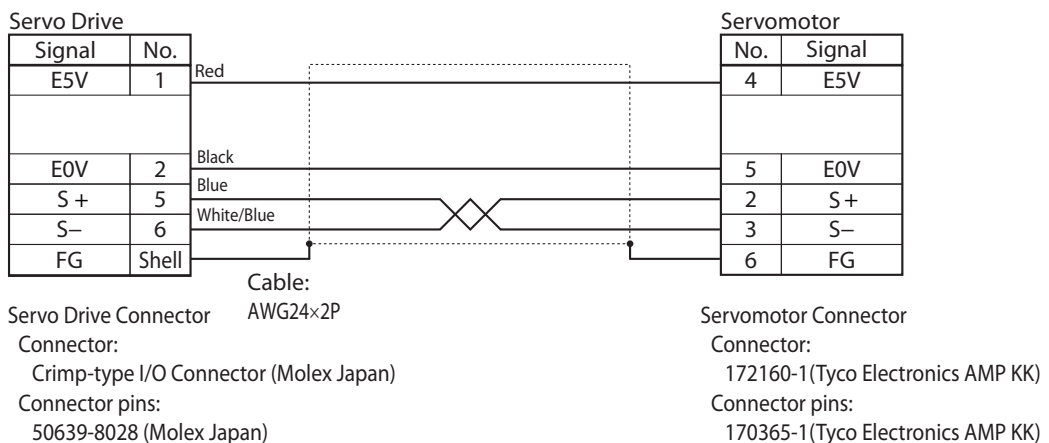 Servo Drive
Servomotor
Signal No.
No. Signal
E5V 1 Red
4 E5V
E0V 2 Black
5 E0V
S + 5 Blue
2 S +
S− 6 White/Blue
3 S−
FG Shell
6 FG
Cable:
AWG24×2P
Servo Drive Connector
Connector:
Crimp-type I/O Connector (Molex Japan)
Connector pins:
50639-8028 (Molex Japan)
Servomotor Connector
Connector:
172160-1(Tyco Electronics AMP KK)
Connector pins:
170365-1(Tyco Electronics AMP KK)